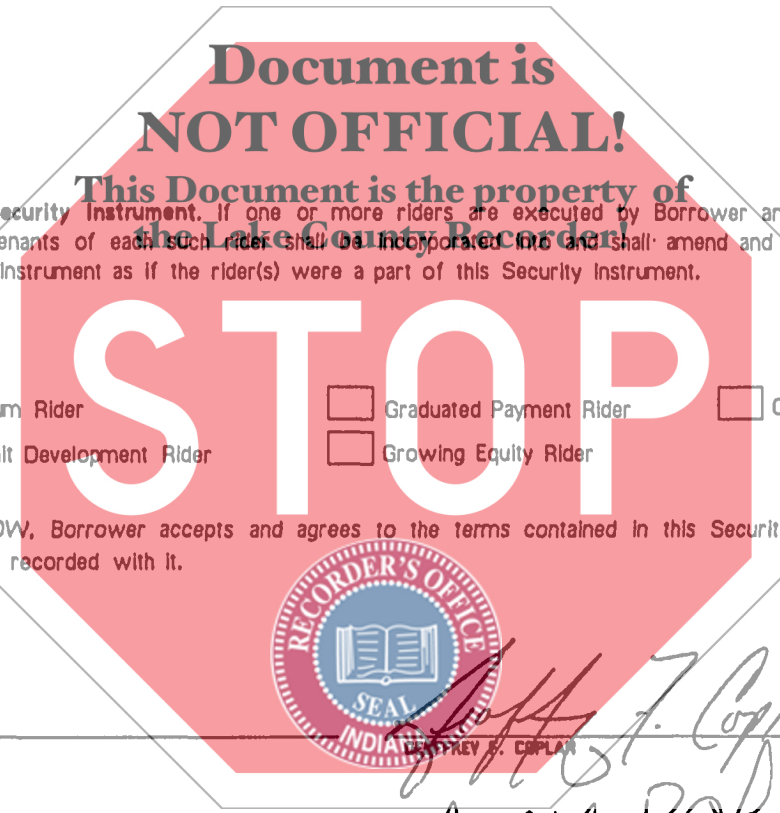 Document is
NOT OFFICIAL!
This Document is the property of
the Lake County Recorder!
ecurity Instrument. If one or more riders are executed by Borrower ar
enants of each such rider shall be incorporated into and shall amend and
Instrument as if the rider(s) were a part of this Security Instrument.
STOP
um Rider
Graduated Payment Rider
it Development Rider
Growing Equity Rider
OW, Borrower accepts and agrees to the terms contained in this Securit
recorded with it.
RECORDER'S OFFICE
SEAL
INDIANA
COPLAN